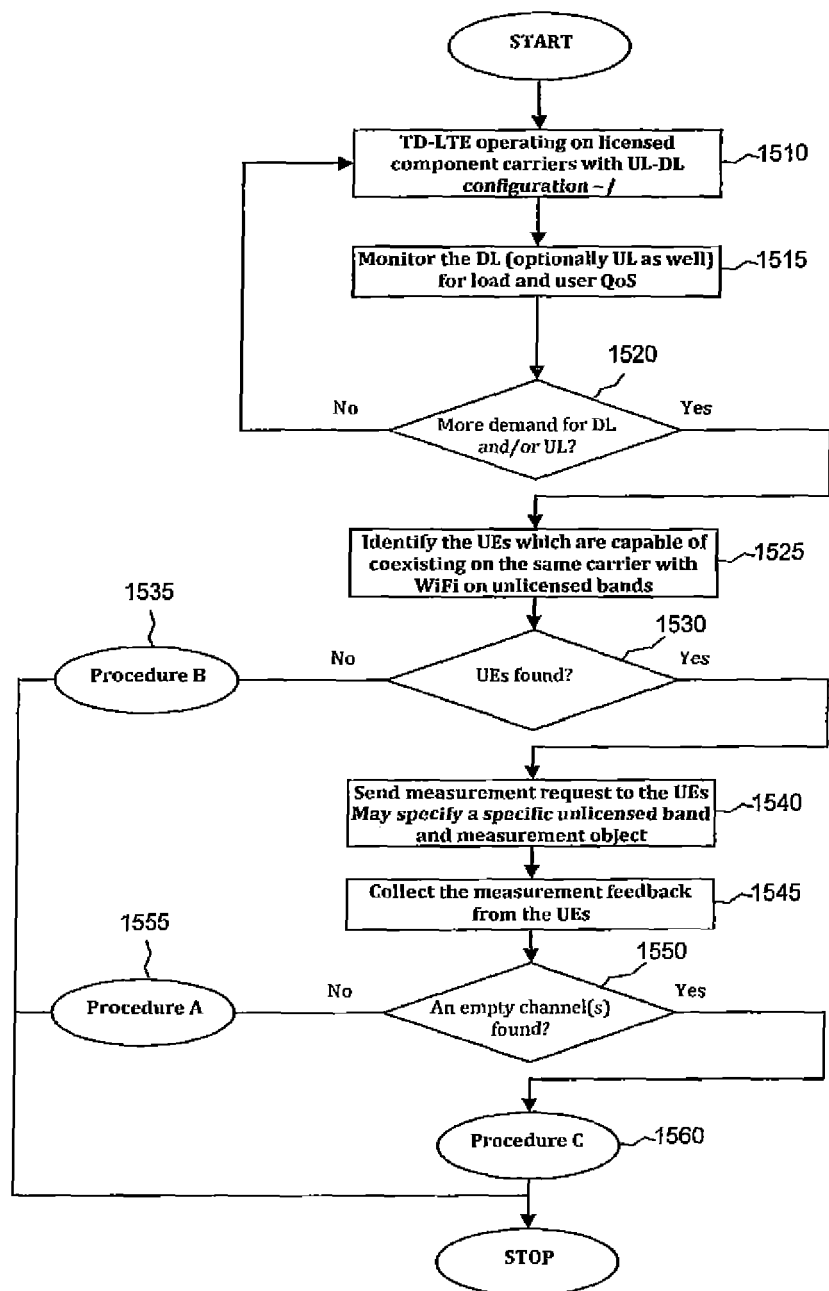 START
TD-LTE operating on licensed
component carriers with UL-DL
configuration ~/
1510
Monitor the DL (optionally UL as well)
for load and user QoS
1515
1520
No
Yes
More demand for DL
and/or UL?
Identify the UEs which are capable of
coexisting on the same carrier with
WiFi on unlicensed bands
1525
1535
1530
Procedure B
No
Yes
UEs found?
Send measurement request to the UEs
May specify a specific unlicensed band
and measurement object
1540
Collect the measurement feedback
from the UEs
1545
1555
1550
Procedure A
No
Yes
An empty channel(s)
found?
Procedure C
1560
STOP